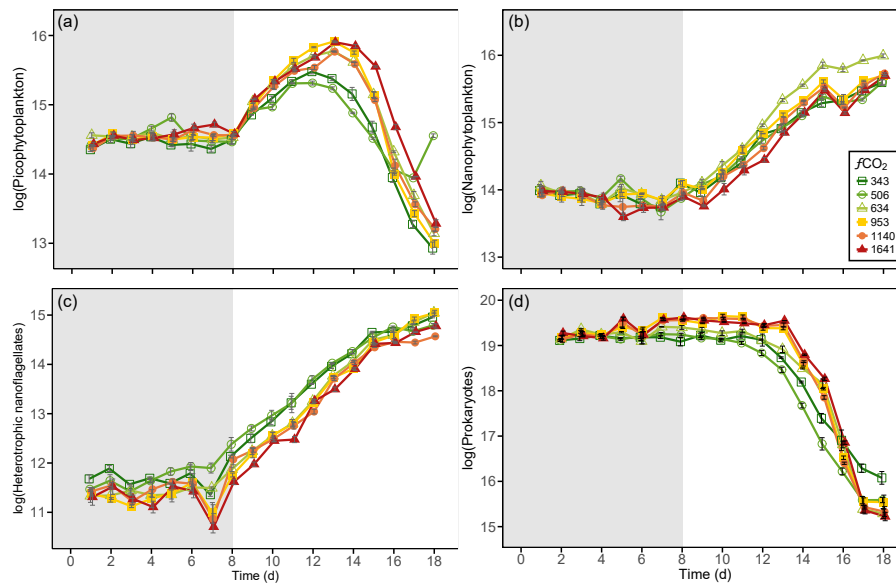 (a)
16
15
14
13
log(Picophytoplankton)
(b)
16
15
14
13
log(Nanophytoplankton)
fCO2
343
506
634
953
1140
1641
(c)
15
14
13
12
11
log(Heterotrophic nanoflagellates)
0 2 4 6 8 10 12 14 16 18
Time (d)
(d)
20
19
18
17
16
15
log(Prokaryotes)
0 2 4 6 8 10 12 14 16 18
Time (d)